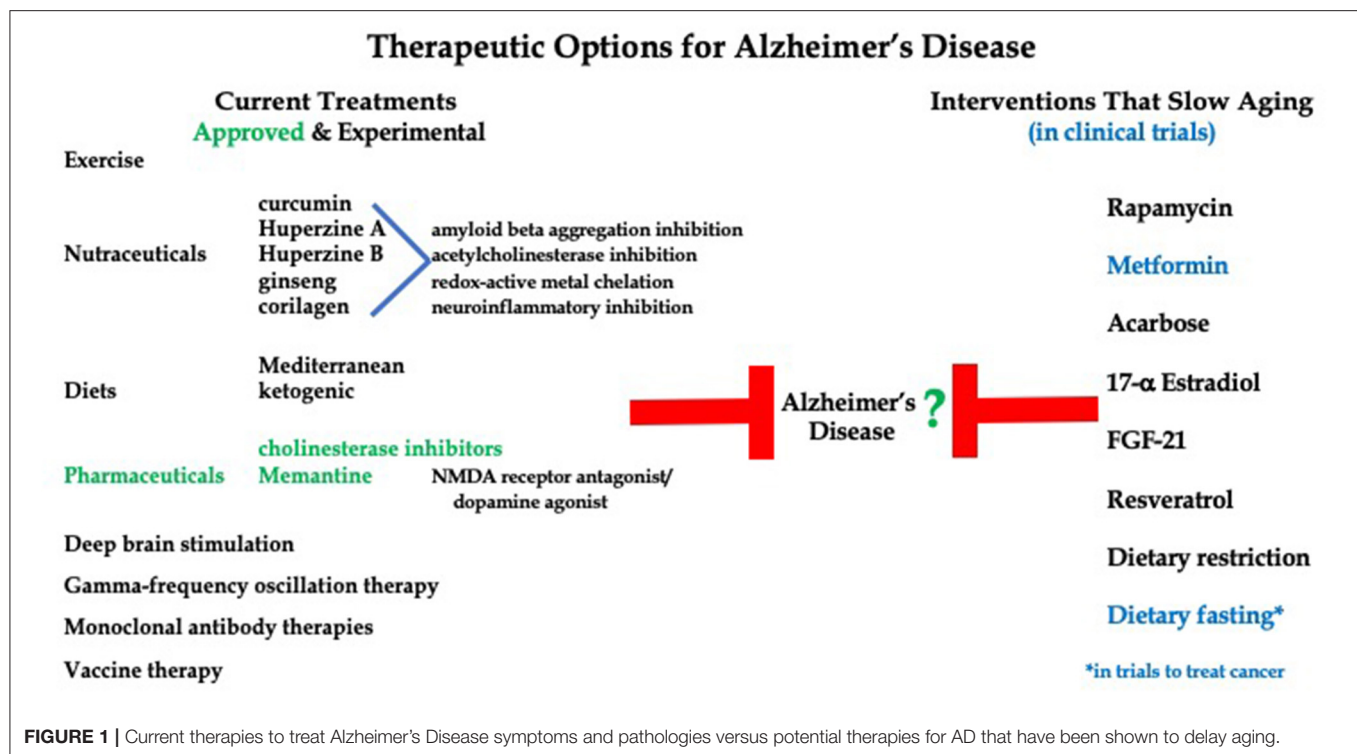 Therapeutic Options for Alzheimer's Disease
Current Treatments
Approved & Experimental
Exercise
Nutraceuticals
curcumin
Huperzine A
Huperzine B
ginseng
corilagen
amyloid beta aggregation inhibition
acetylcholinesterase inhibition
redox-active metal chelation
neuroinflammatory inhibition
Diets
Mediterranean
ketogenic
Pharmaceuticals
cholinesterase inhibitors
Memantine
NMDA receptor antagonist/
dopamine agonist
Deep brain stimulation
Gamma-frequency oscillation therapy
Monoclonal antibody therapies
Vaccine therapy
Alzheimer's
Disease
?
Interventions That Slow Aging
(in clinical trials)
Rapamycin
Metformin
Acarbose
17-α Estradiol
FGF-21
Resveratrol
Dietary restriction
Dietary fasting*
*in trials to treat cancer
FIGURE 1 | Current therapies to treat Alzheimer's Disease symptoms and pathologies versus potential therapies for AD that have been shown to delay aging.